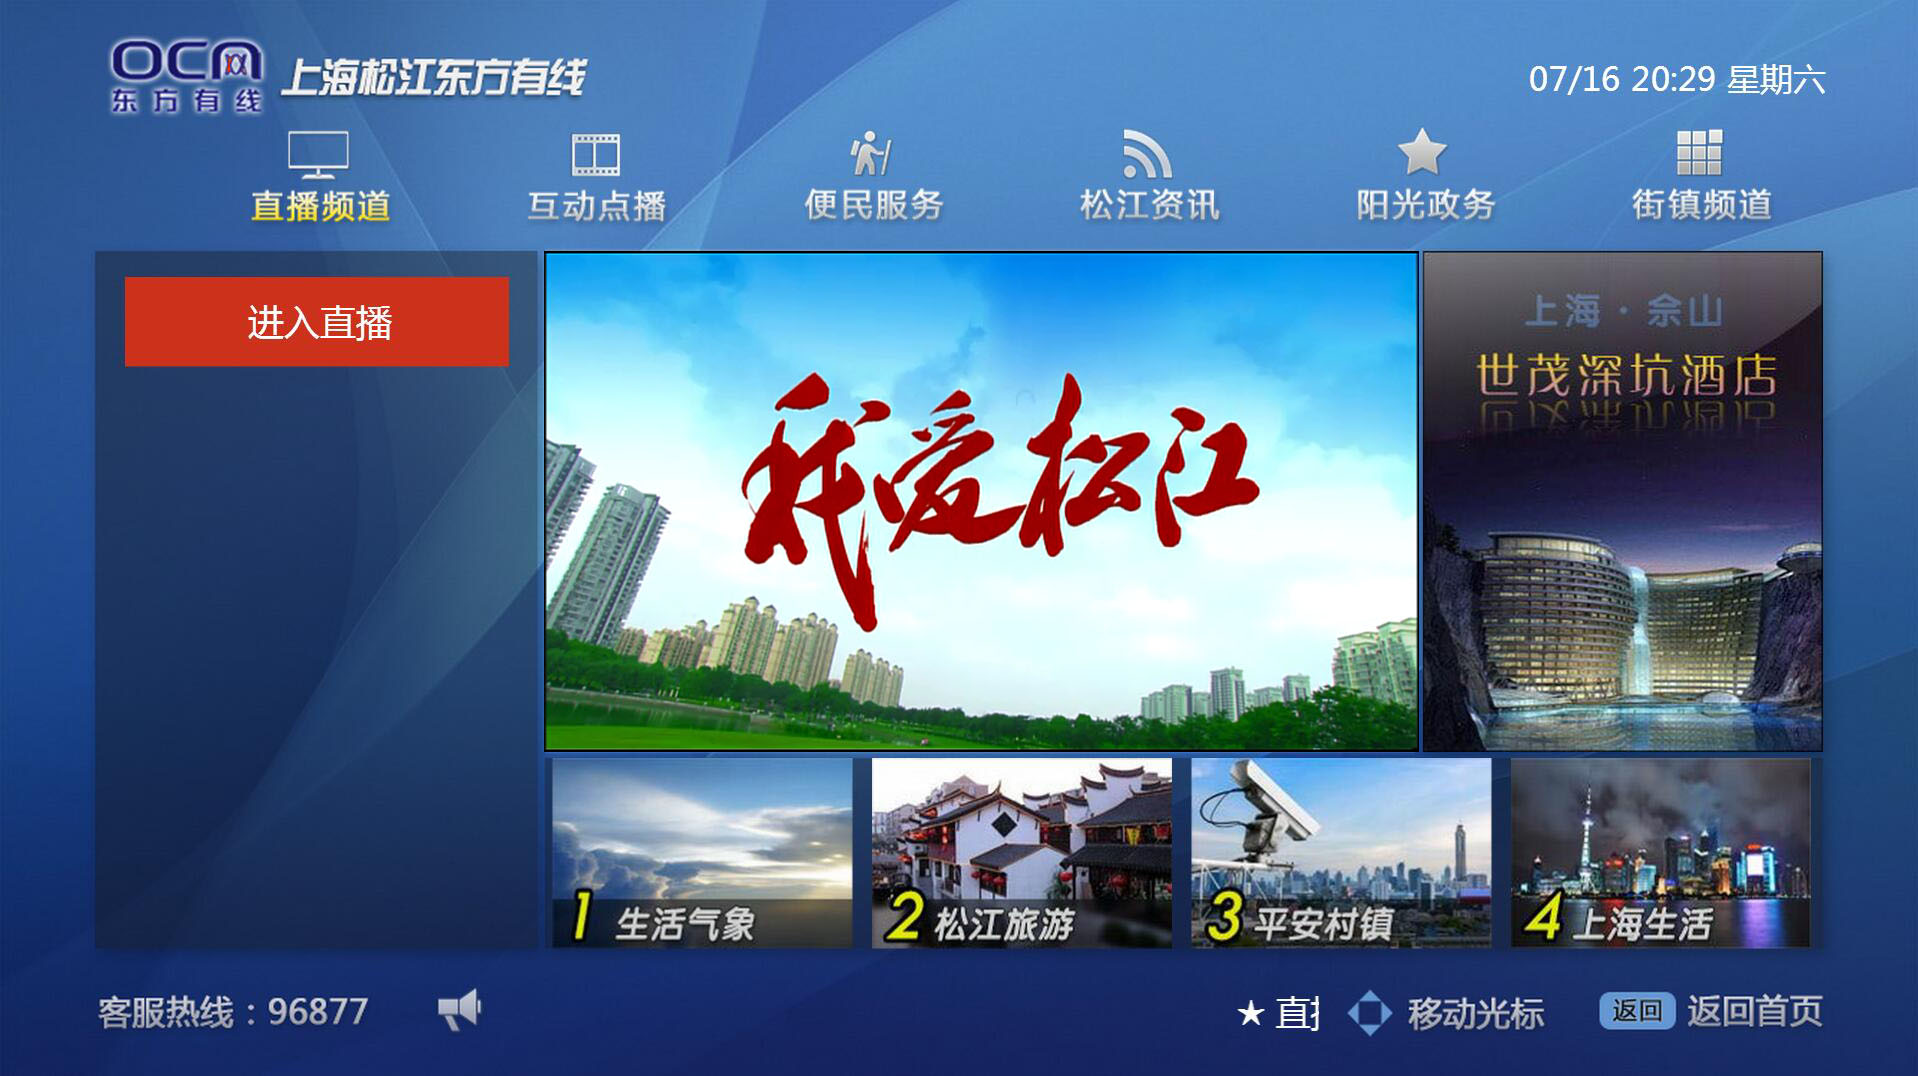 OCN
东方有线
上海松江东方有线
07/16 20:29 星期六
直播频道
互动点播
便民服务
松江资讯
阳光政务
街镇频道
进入直播
我爱松江
上海·佘山
世茂深坑酒店
1 生活气象
2 松江旅游
3 平安村镇
4 上海生活
客服热线：96877
★ 直
移动光标
返回 返回首页